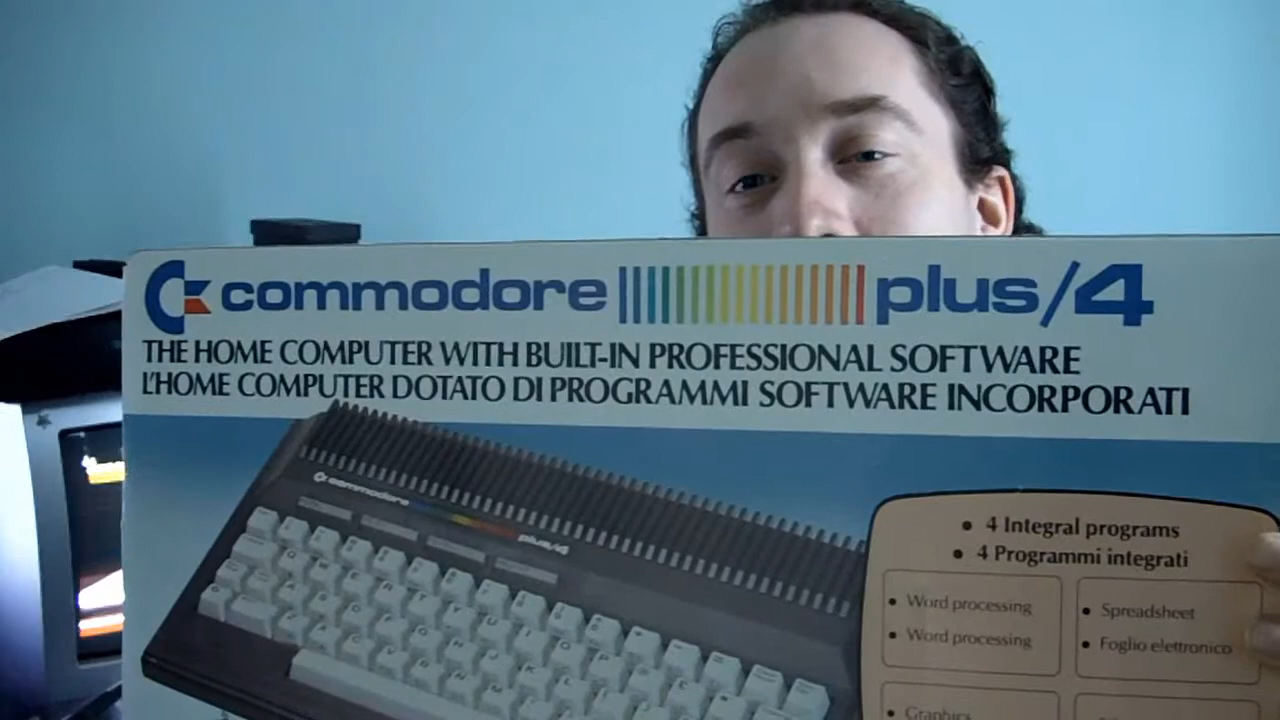 commodore plus/4
THE HOME COMPUTER WITH BUILT-IN PROFESSIONAL SOFTWARE
L'HOME COMPUTER DOTATO DI PROGRAMMI SOFTWARE INCORPORATI
commodore plus/4
• 4 Integral programs
• 4 Programmi integrati
• Word processing
• Word processing
• Spreadsheet
• Foglio elettronico
• Graphics